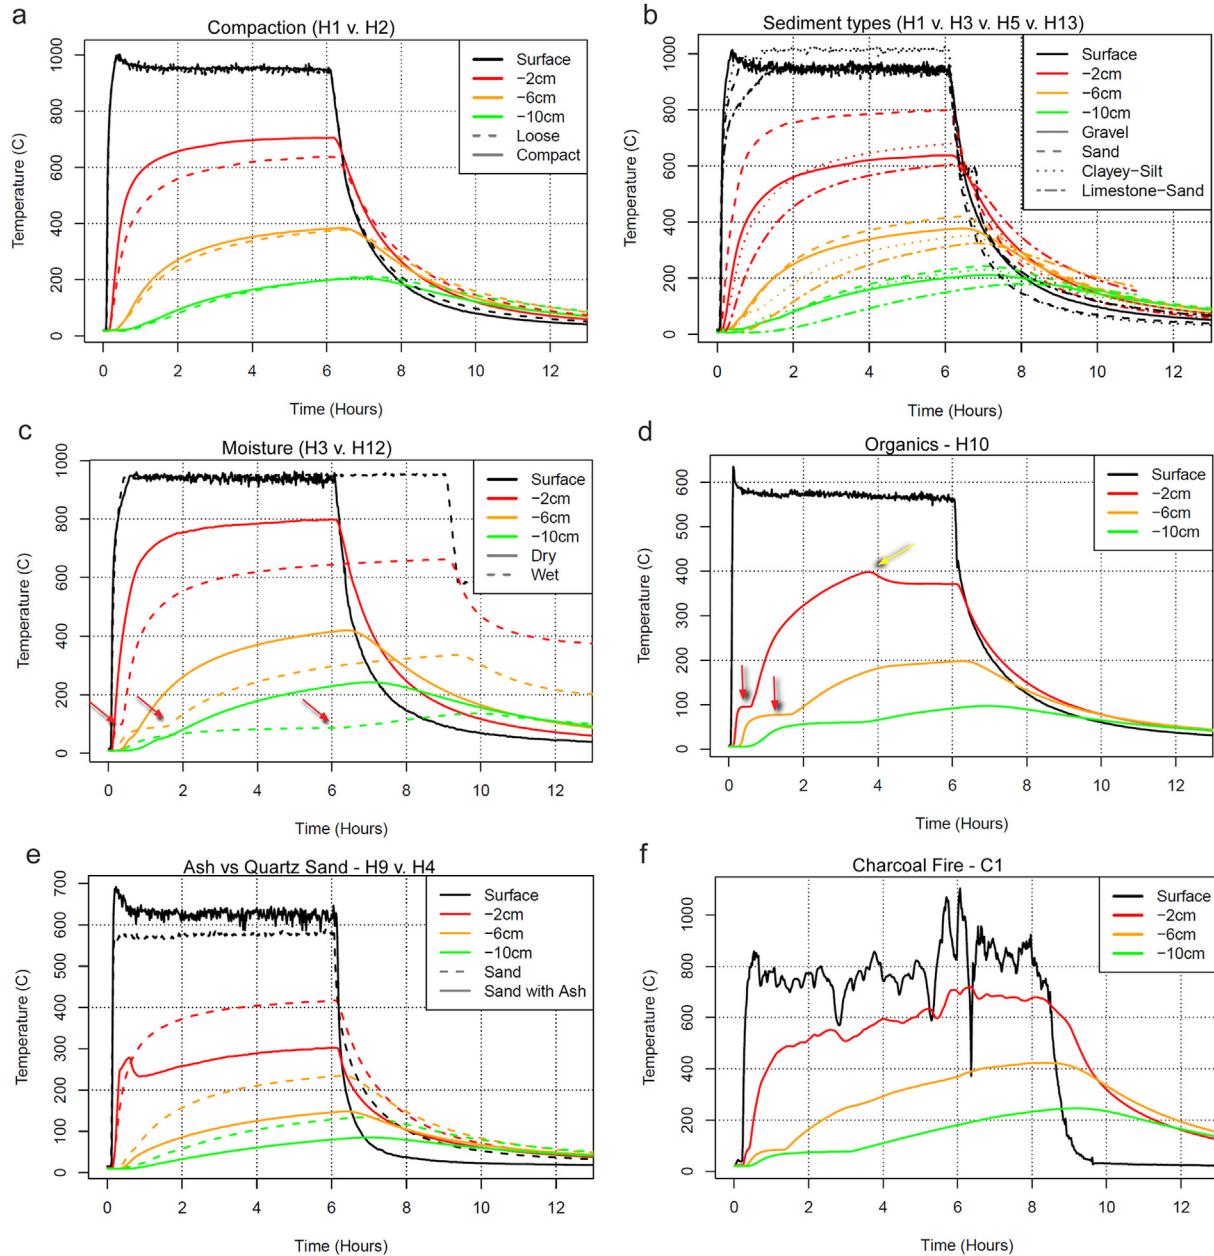 a
Compaction (H1 v. H2)
Temperature (C)
0 200 400 600 800 1000
Surface
−2cm
−6cm
−10cm
Loose
Compact
0 2 4 6 8 10 12
Time (Hours)
b
Sediment types (H1 v. H3 v. H5 v. H13)
Temperature (C)
0 200 400 600 800 1000
Surface
−2cm
−6cm
−10cm
Gravel
Sand
Clayey−Silt
Limestone−Sand
0 2 4 6 8 10 12
Time (Hours)
c
Moisture (H3 v. H12)
Temperature (C)
0 200 400 600 800 1000
Surface
−2cm
−6cm
−10cm
Dry
Wet
0 2 4 6 8 10 12
Time (Hours)
d
Organics - H10
Temperature (C)
0 100 200 300 400 500 600
Surface
−2cm
−6cm
−10cm
0 2 4 6 8 10 12
Time (Hours)
e
Ash vs Quartz Sand - H9 v. H4
Temperature (C)
0 100 200 300 400 500 600 700
Surface
−2cm
−6cm
−10cm
Sand
Sand with Ash
0 2 4 6 8 10 12
Time (Hours)
f
Charcoal Fire - C1
Temperature (C)
0 200 400 600 800 1000
Surface
−2cm
−6cm
−10cm
0 2 4 6 8 10 12
Time (Hours)